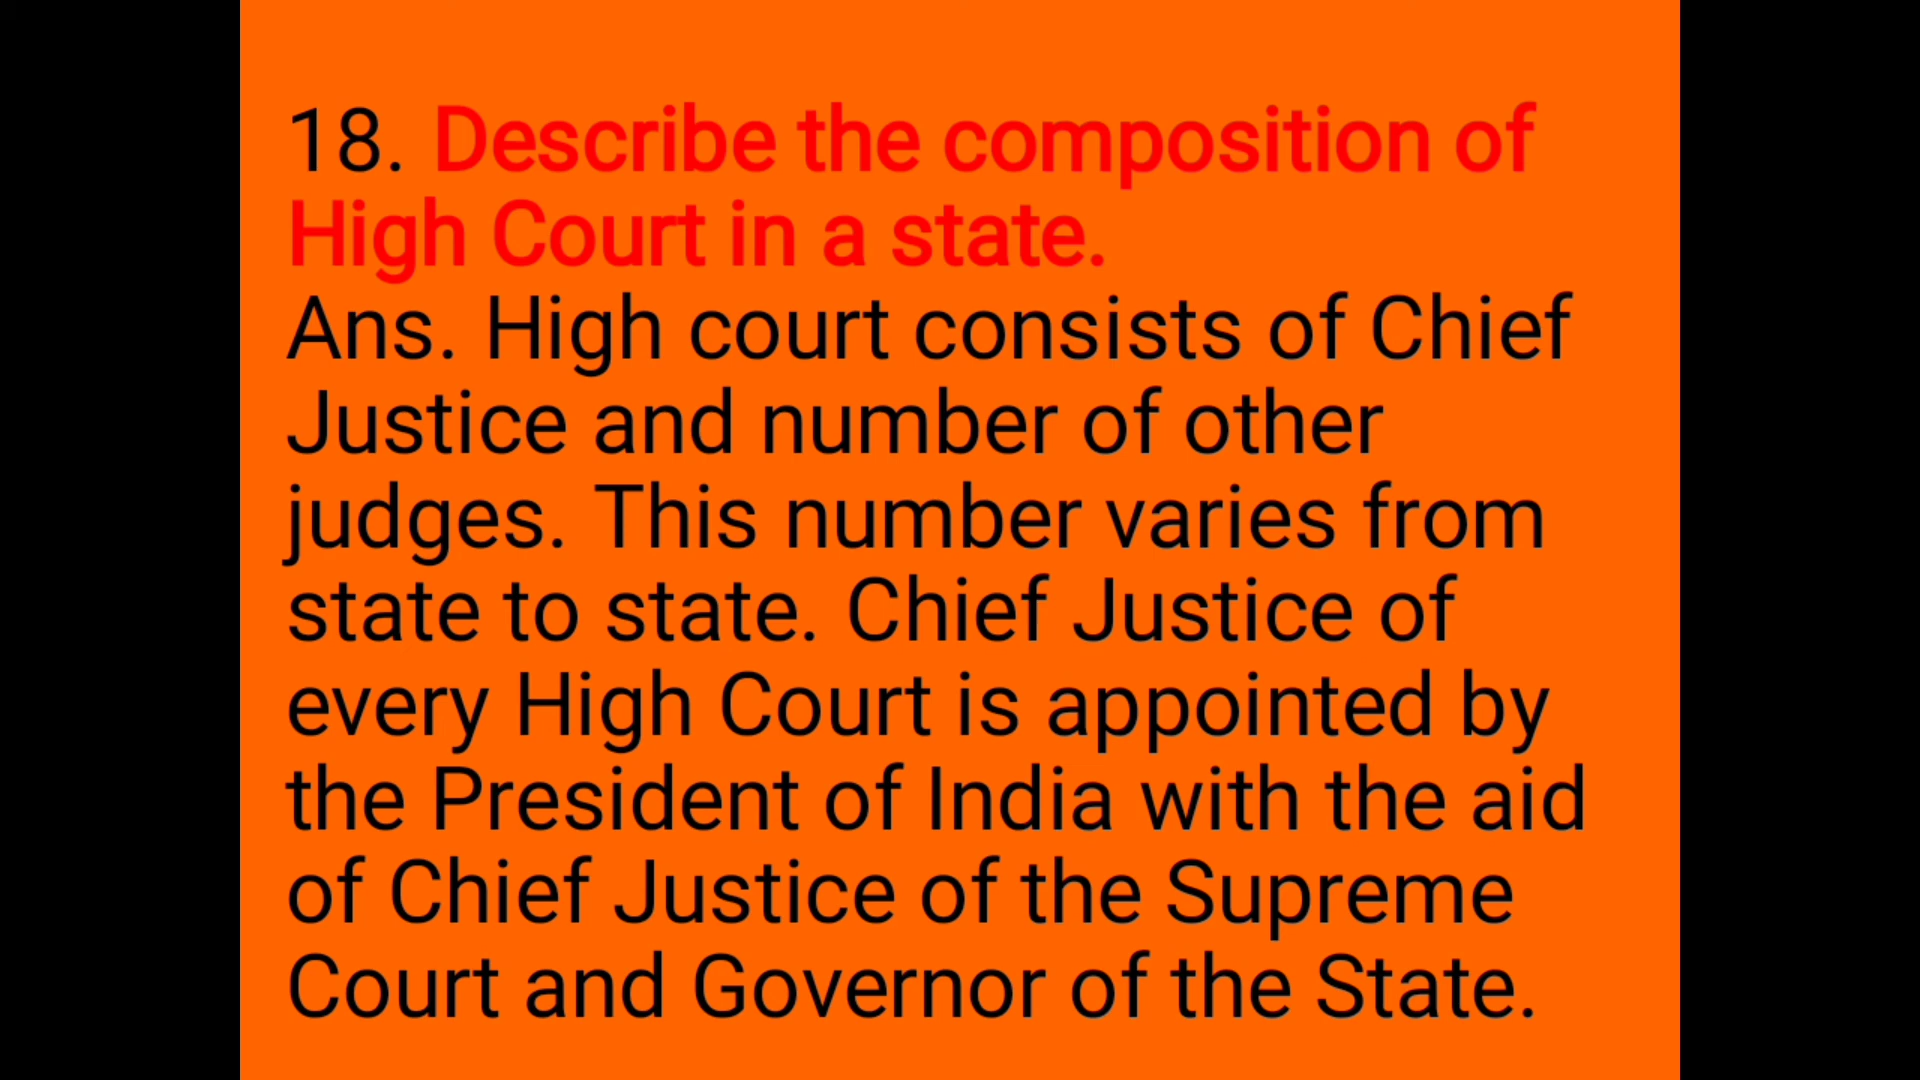 18. Describe the composition of
High Court in a state.
Ans. High court consists of Chief
Justice and number of other
judges. This number varies from
state to state. Chief Justice of
every High Court is appointed by
the President of India with the aid
of Chief Justice of the Supreme
Court and Governor of the State.